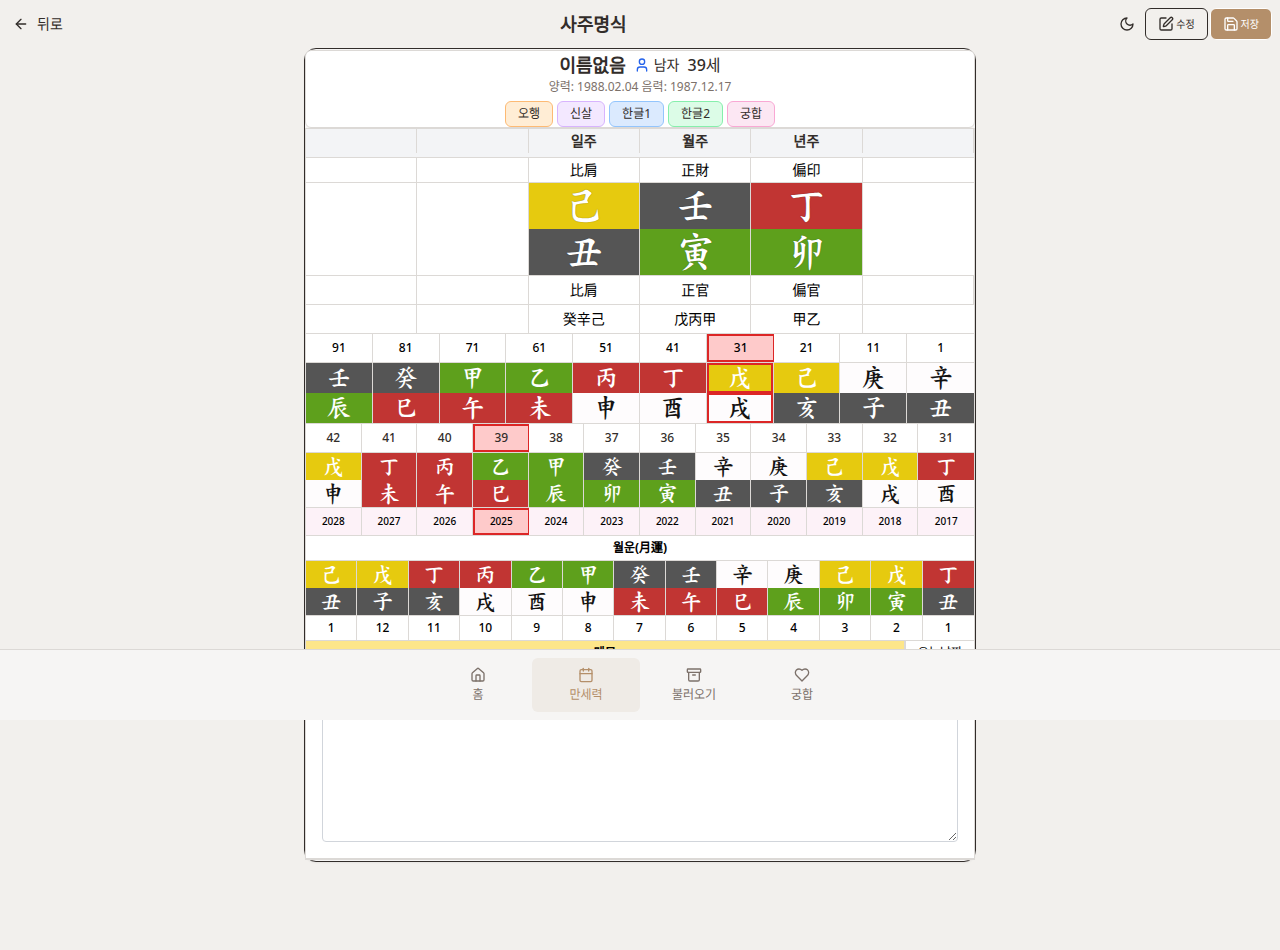 뒤로 사주명식 수정 저장
이름없음 남자 39세
양력: 1988.02.04 음력: 1987.12.17
오행 신살 한글1 한글2 궁합
일주 월주 년주
比肩 正財 偏印
己 壬 丁
丑 寅 卯
比肩 正官 偏官
癸辛己 戊丙甲 甲乙
91 81 71 61 51 41 31 21 11 1
壬 癸 甲 乙 丙 丁 戊 己 庚 辛
辰 巳 午 未 申 酉 戌 亥 子 丑
42 41 40 39 38 37 36 35 34 33 32 31
戊 丁 丙 乙 甲 癸 壬 辛 庚 己 戊 丁
申 未 午 巳 辰 卯 寅 丑 子 亥 戌 酉
2028 2027 2026 2025 2024 2023 2022 2021 2020 2019 2018 2017
월운(月運)
己 戊 丁 丙 乙 甲 癸 壬 辛 庚 己 戊 丁
丑 子 亥 戌 酉 申 未 午 巳 辰 卯 寅 丑
1 12 11 10 9 8 7 6 5 4 3 2 1
홈 만세력 불러오기 궁합